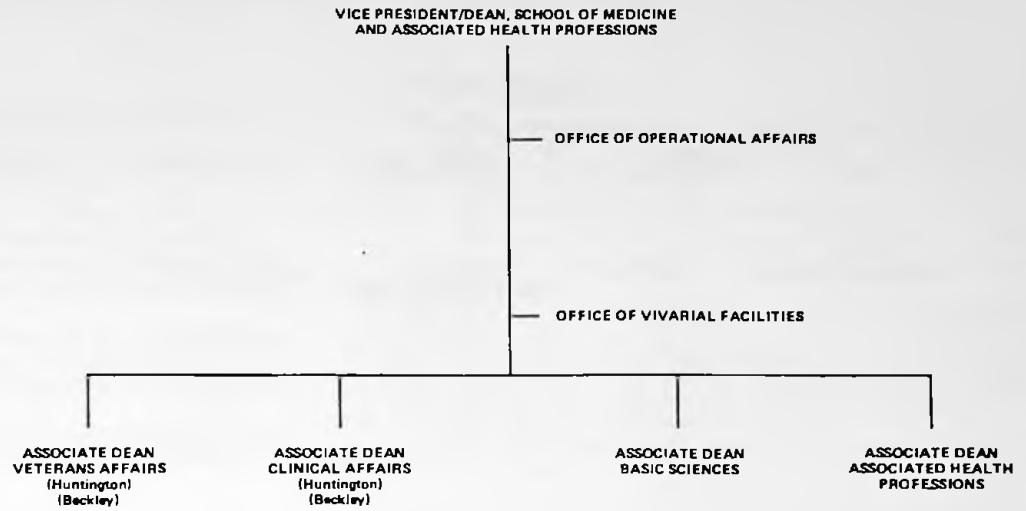 VICE PRESIDENT/DEAN, SCHOOL OF MEDICINE
AND ASSOCIATED HEALTH PROFESSIONS
OFFICE OF OPERATIONAL AFFAIRS
OFFICE OF VIVARIAL FACILITIES
ASSOCIATE DEAN
VETERANS AFFAIRS
(Huntington)
(Beckley)
ASSOCIATE DEAN
CLINICAL AFFAIRS
(Huntington)
(Beckley)
ASSOCIATE DEAN
BASIC SCIENCES
ASSOCIATE DEAN
ASSOCIATED HEALTH
PROFESSIONS